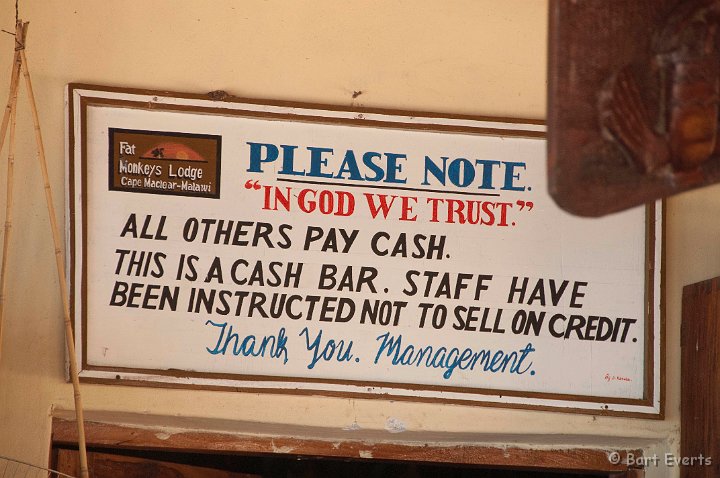 Fat
Monkeys Lodge
Cape Maclear-Malawi
PLEASE NOTE.
"IN GOD WE TRUST."
ALL OTHERS PAY CASH.
THIS IS A CASH BAR. STAFF HAVE
BEEN INSTRUCTED NOT TO SELL ON CREDIT.
Thank You. Management.
© Bart Everts